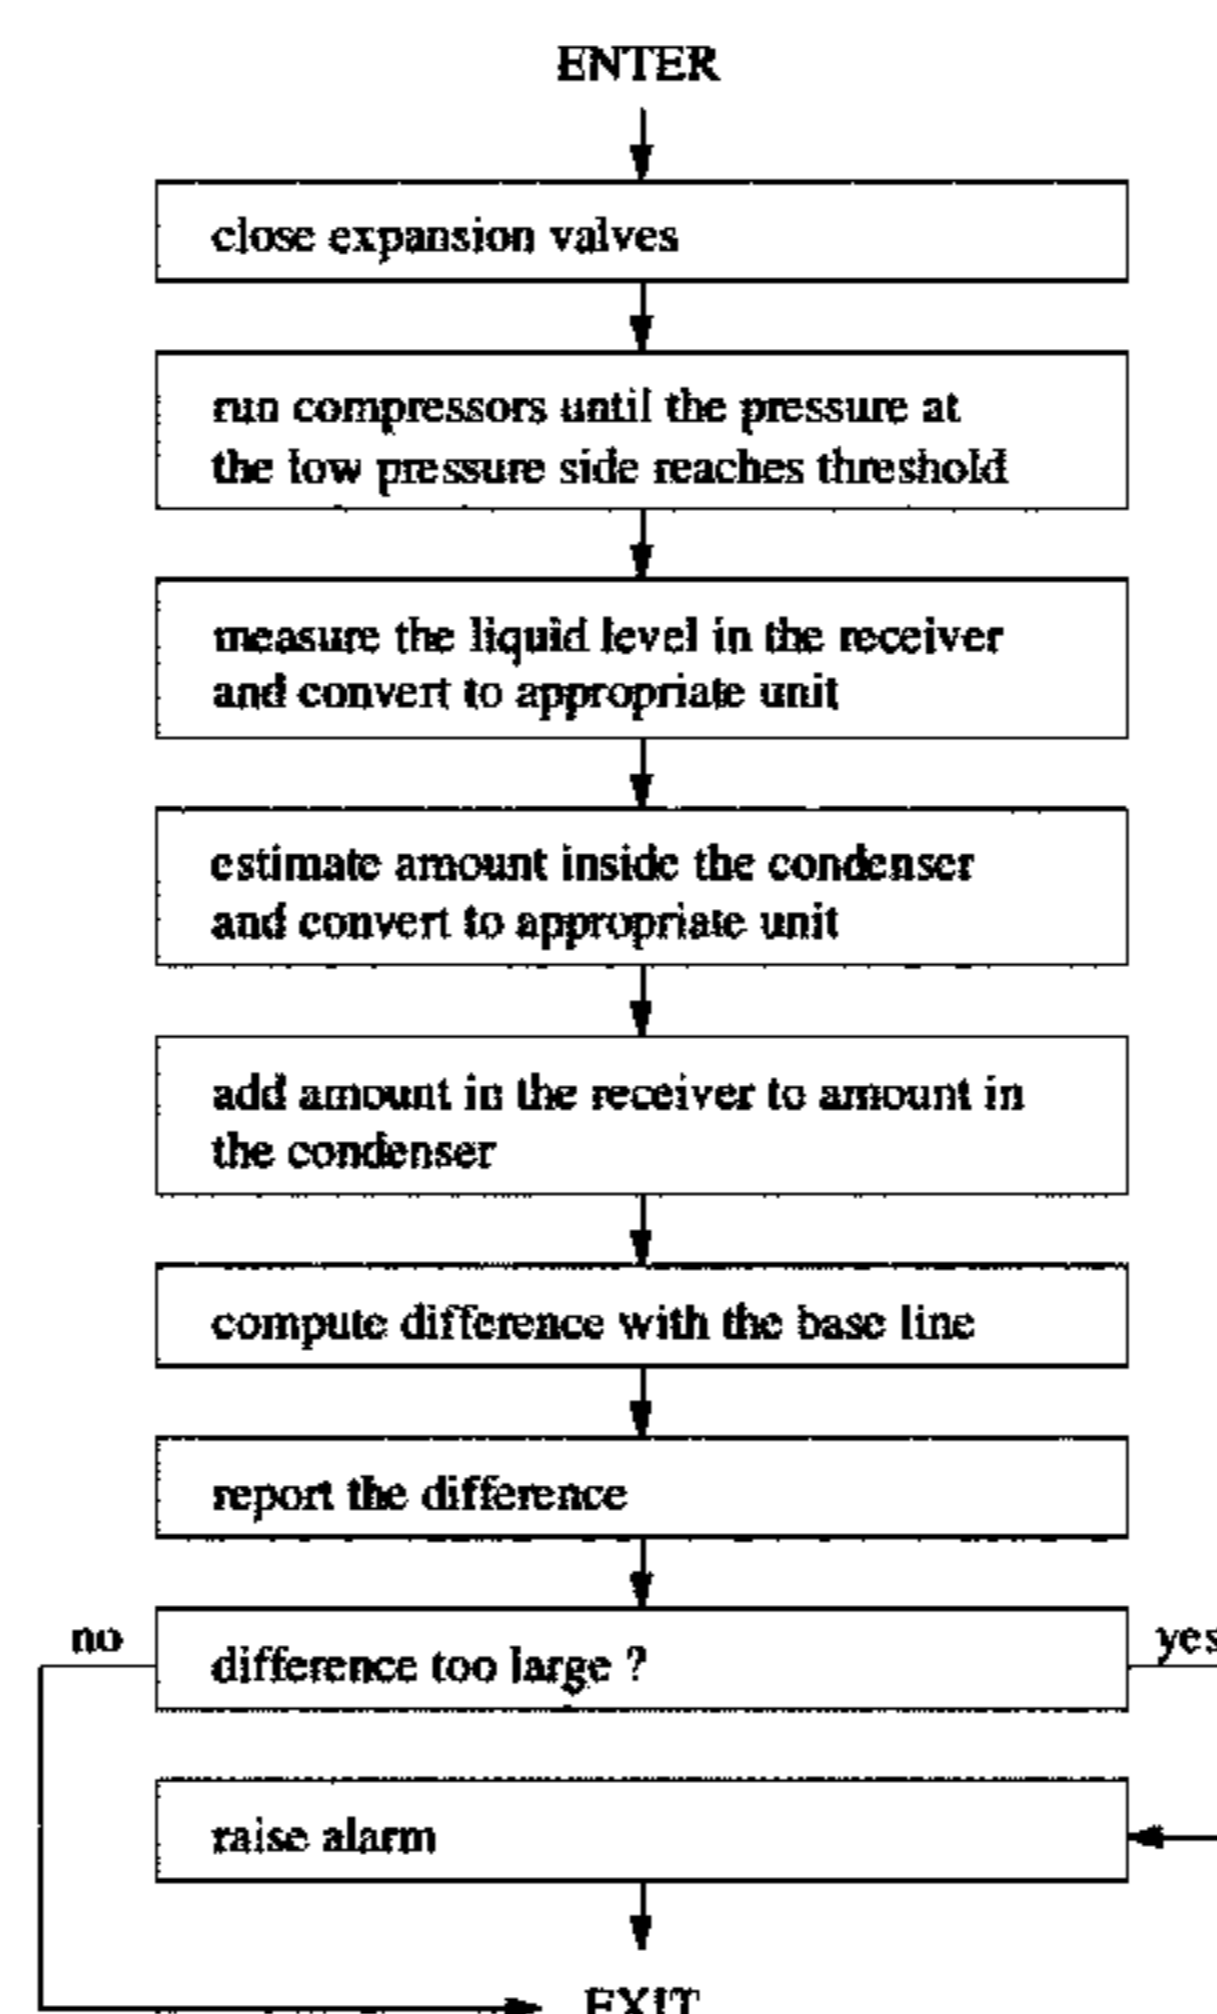 ENTER
close expansion valves
run compressors until the pressure at
the low pressure side reaches threshold
measure the liquid level in the receiver
and convert to appropriate unit
estimate amount inside the condenser
and convert to appropriate unit
add amount in the receiver to amount in
the condenser
compute difference with the base line
report the difference
no
yes
difference too large ?
raise alarm
EXIT